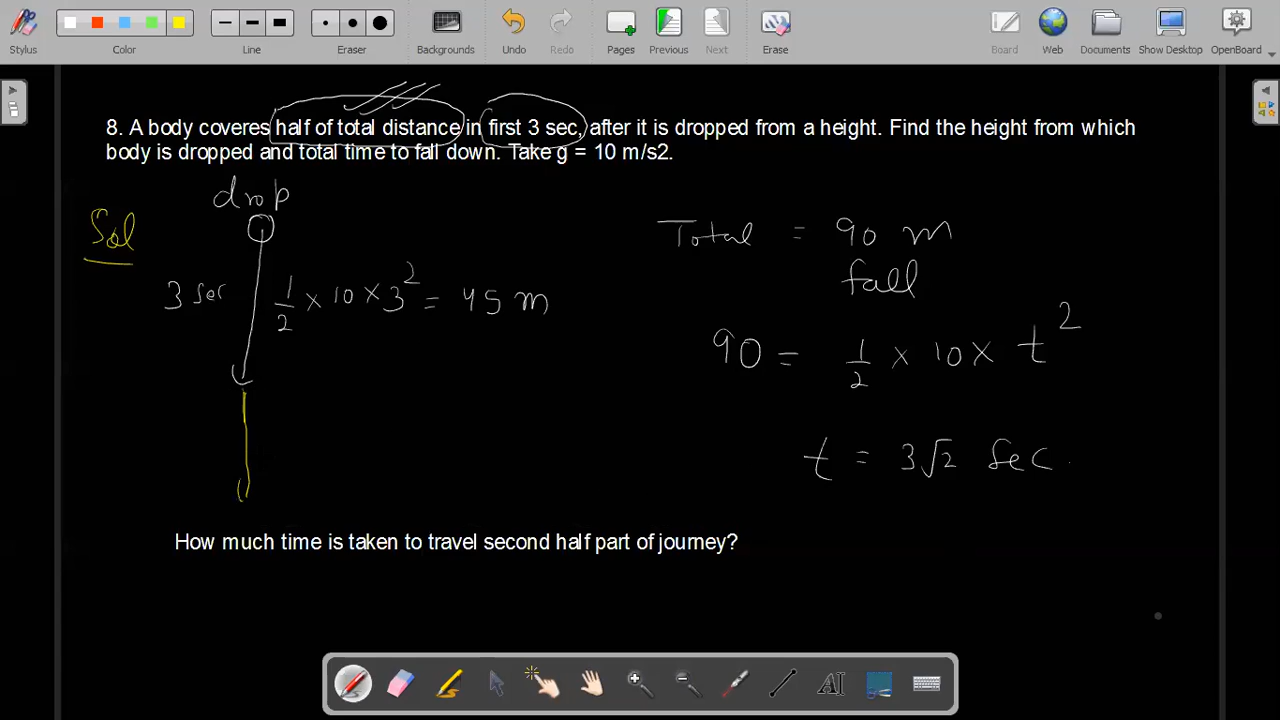 Stylus Color Line Eraser Backgrounds Undo Redo Pages Previous Next Erase Board Web Documents Show Desktop OpenBoard
8. A body coveres half of total distance in first 3 sec, after it is dropped from a height. Find the height from which
body is dropped and total time to fall down. Take g = 10 m/s2.
drop
Sol
3 sec 1/2 × 10 × 3² = 45 m
Total = 90 m
fall
90 = 1/2 × 10 × t²
t = 3√2 sec.
How much time is taken to travel second half part of journey?
AI